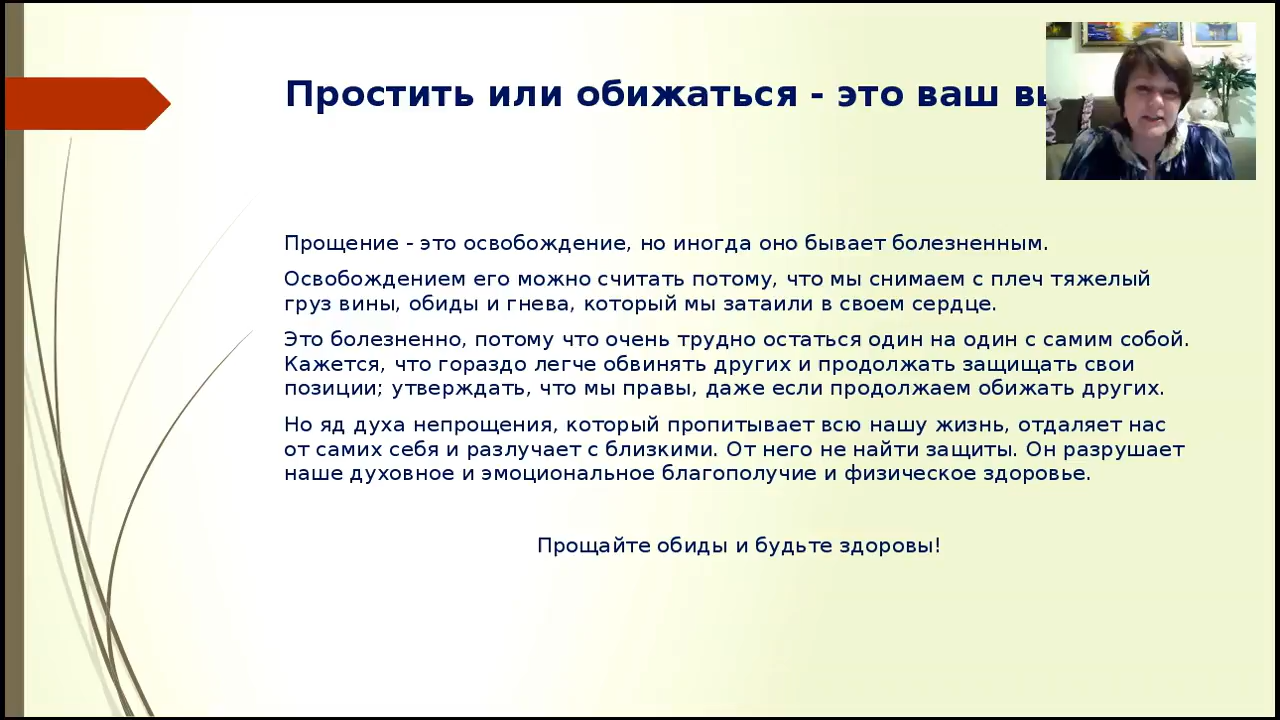 Простить или обижаться - это ваш
Прощение - это освобождение, но иногда оно бывает болезненным.
Освобождением его можно считать потому, что мы снимаем с плеч тяжелый
груз вины, обиды и гнева, который мы затаили в своем сердце.
Это болезненно, потому что очень трудно остаться один на один с самим собой.
Кажется, что гораздо легче обвинять других и продолжать защищать свои
позиции; утверждать, что мы правы, даже если продолжаем обижать других.
Но яд духа непрощения, который пропитывает всю нашу жизнь, отдаляет нас
от самих себя и разлучает с близкими. От него не найти защиты. Он разрушает
наше духовное и эмоциональное благополучие и физическое здоровье.
Прощайте обиды и будьте здоровы!